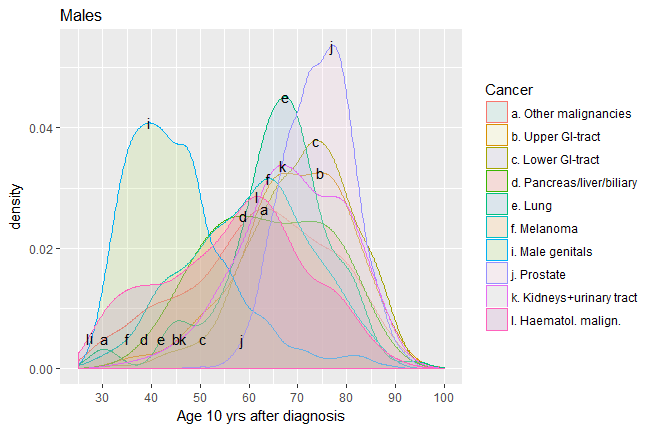 Males
j
e
i
c
k
b
f
l
a
d
li a f d e bk c j
0.04
0.02
0.00
density
30 40 50 60 70 80 90 100
Age 10 yrs after diagnosis
Cancer
a. Other malignancies
b. Upper GI-tract
c. Lower GI-tract
d. Pancreas/liver/biliary
e. Lung
f. Melanoma
i. Male genitals
j. Prostate
k. Kidneys+urinary tract
l. Haematol. malign.